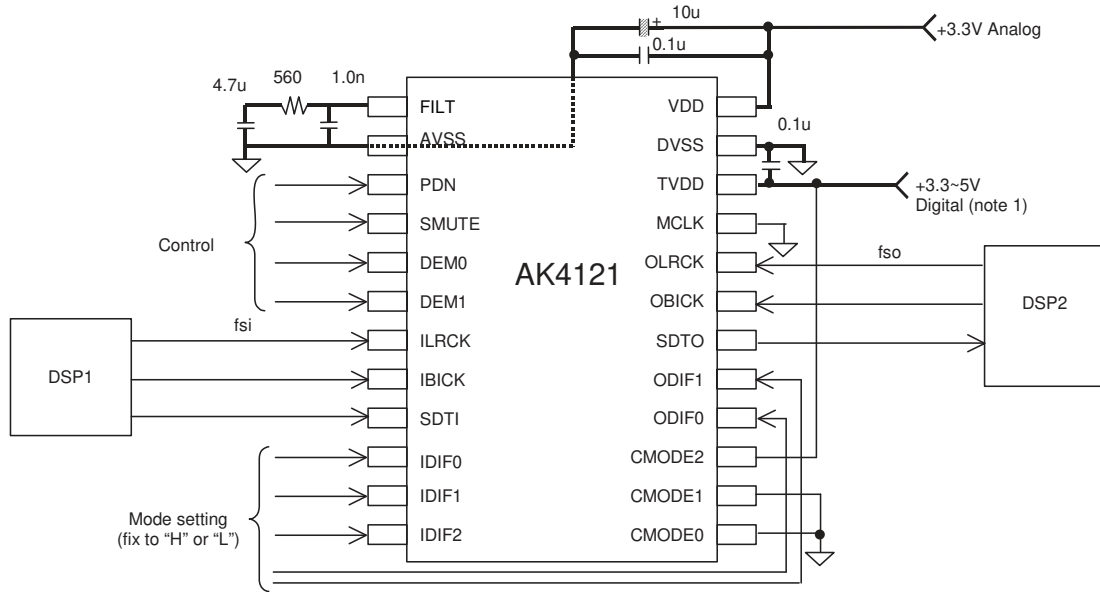 10u
+
+3.3V Analog
0.1u
4.7u
560
1.0n
FILT
AVSS
PDN
SMUTE
DEM0
DEM1
ILRCK
IBICK
SDTI
IDIF0
IDIF1
IDIF2
AK4121
VDD
DVSS
TVDD
MCLK
OLRCK
OBICK
SDTO
ODIF1
ODIF0
CMODE2
CMODE1
CMODE0
0.1u
+3.3~5V
Digital (note 1)
Control
fsi
DSP1
fso
DSP2
Mode setting
(fix to “H” or “L”)